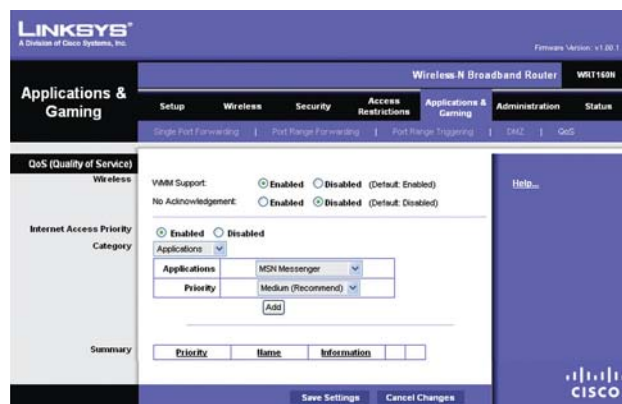 LINKSYS®
A Division of Cisco Systems, Inc.
Firmware Version: v1.00.1
Wireless-N Broadband Router WRT160N
Applications & Gaming
Setup Wireless Security Access Restrictions Applications & Gaming Administration Status
Single Port Forwarding | Port Range Forwarding | Port Range Triggering | DMZ | QoS
QoS (Quality of Service)
Wireless
WMM Support: Enabled Disabled (Default: Enabled)
Help...
No Acknowledgement: Enabled Disabled (Default: Disabled)
Internet Access Priority Enabled Disabled
Category Applications
Applications MSN Messenger
Priority Medium (Recommend)
Add
Summary
Priority Name Information
Save Settings Cancel Changes
CISCO